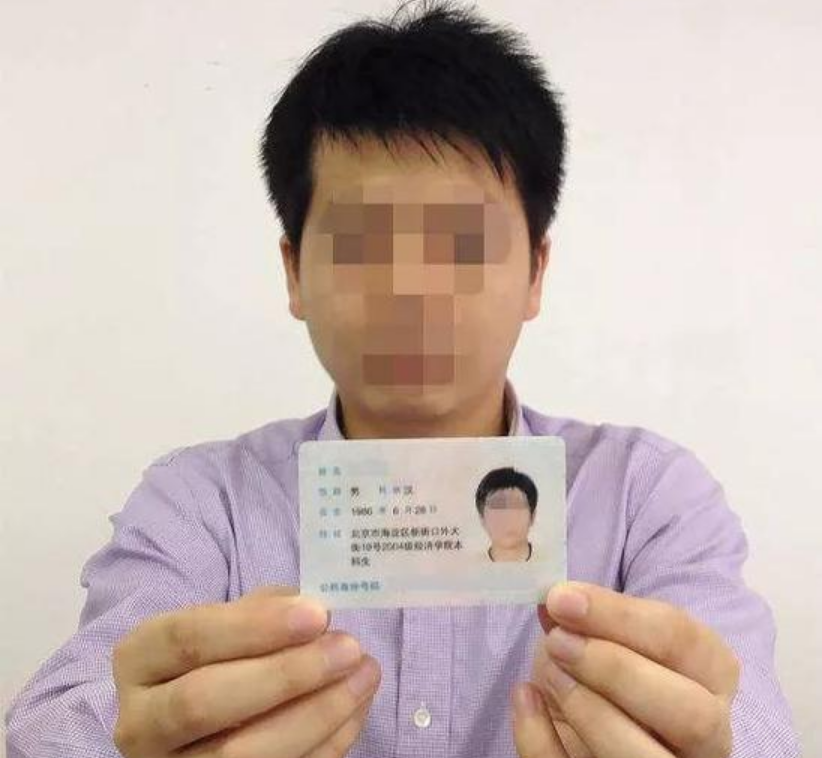 姓名
性别 男 民族 汉
出生 1986 年 6 月 28 日
住址 北京市海淀区新街口外大
街19号2004级经济学院本
科生
公民身份号码